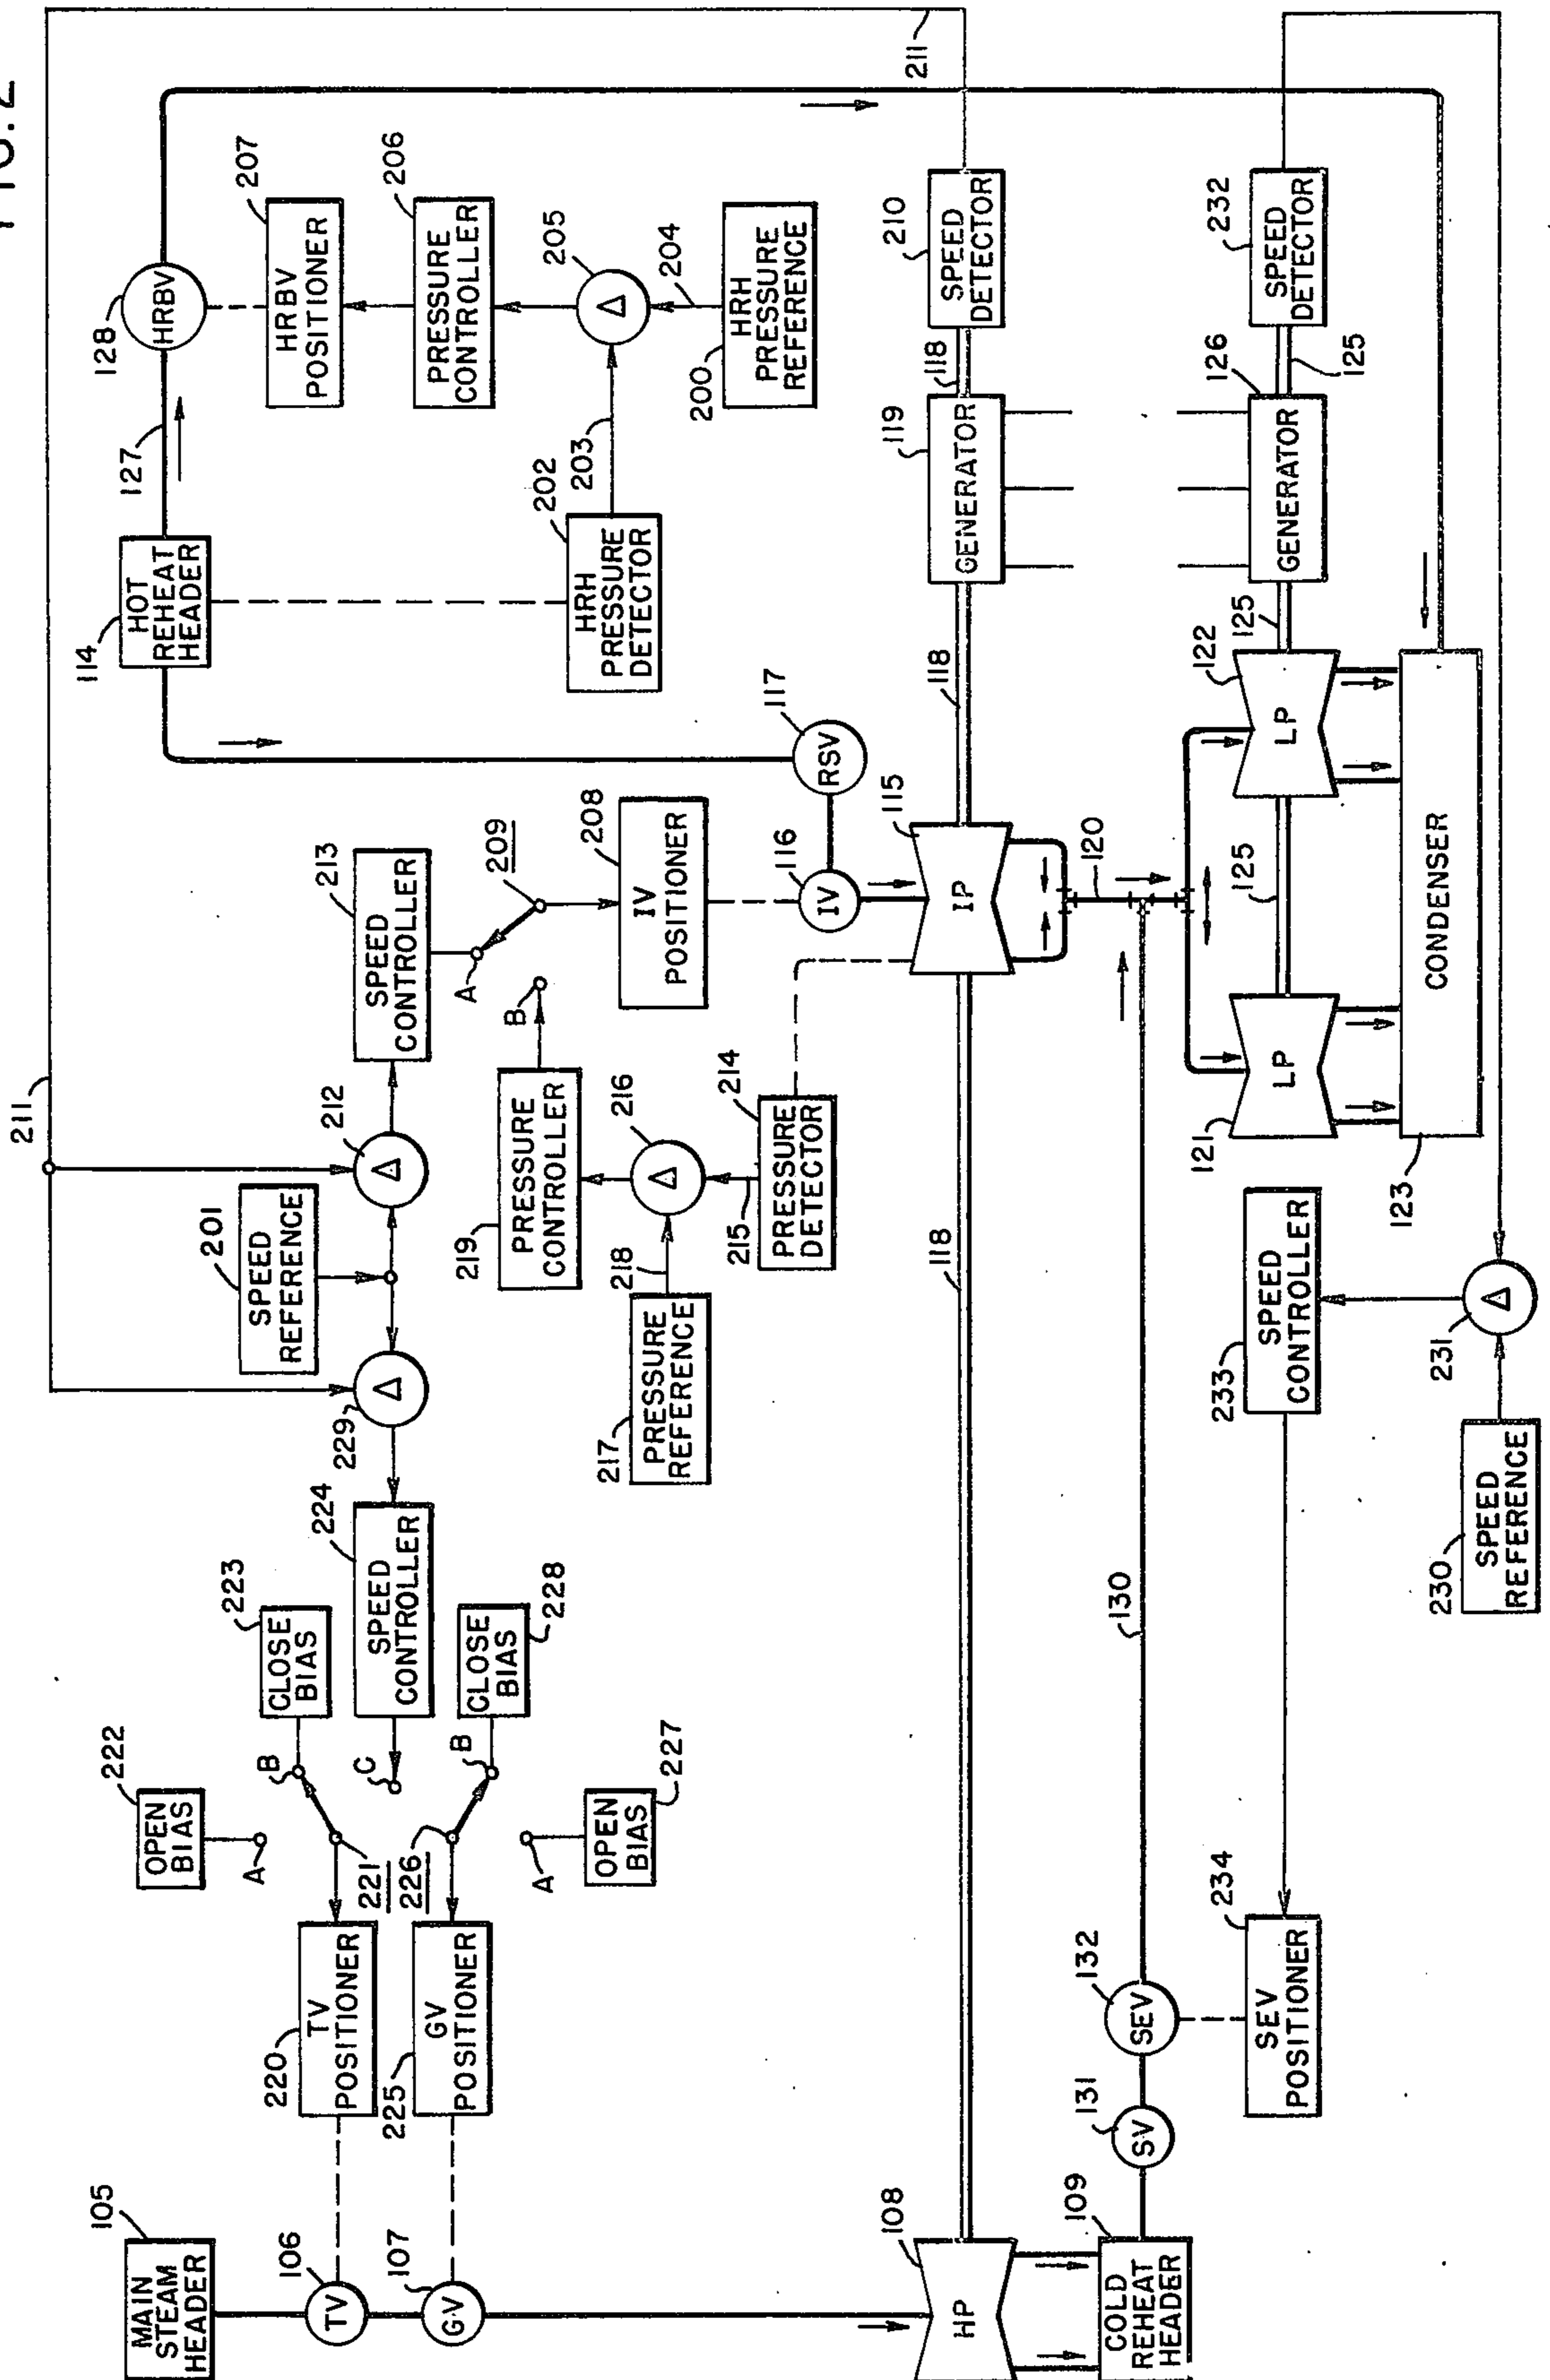 FIG. 2
211
211
105
MAIN
STEAM
HEADER
106
TV
107
GV
220
TV
POSITIONER
225
GV
POSITIONER
222
OPEN
BIAS
A
221
226
B
C
B
A
223
CLOSE
BIAS
224
SPEED
CONTROLLER
228
CLOSE
BIAS
227
OPEN
BIAS
229
Δ
201
SPEED
REFERENCE
212
Δ
213
SPEED
CONTROLLER
A
209
B
208
IV
POSITIONER
217
PRESSURE
REFERENCE
218
219
PRESSURE
CONTROLLER
216
Δ
215
214
PRESSURE
DETECTOR
114
HOT
REHEAT
HEADER
127
128
HRBV
207
HRBV
POSITIONER
206
PRESSURE
CONTROLLER
205
Δ
204
203
202
HRH
PRESSURE
DETECTOR
200
HRH
PRESSURE
REFERENCE
117
RSV
116
IV
108
HP
118
115
IP
118
119
GENERATOR
118
210
SPEED
DETECTOR
120
109
COLD
REHEAT
HEADER
131
SV
132
SEV
130
234
SEV
POSITIONER
233
SPEED
CONTROLLER
230
SPEED
REFERENCE
231
Δ
121
LP
125
122
LP
125
126
GENERATOR
125
232
SPEED
DETECTOR
123
CONDENSER